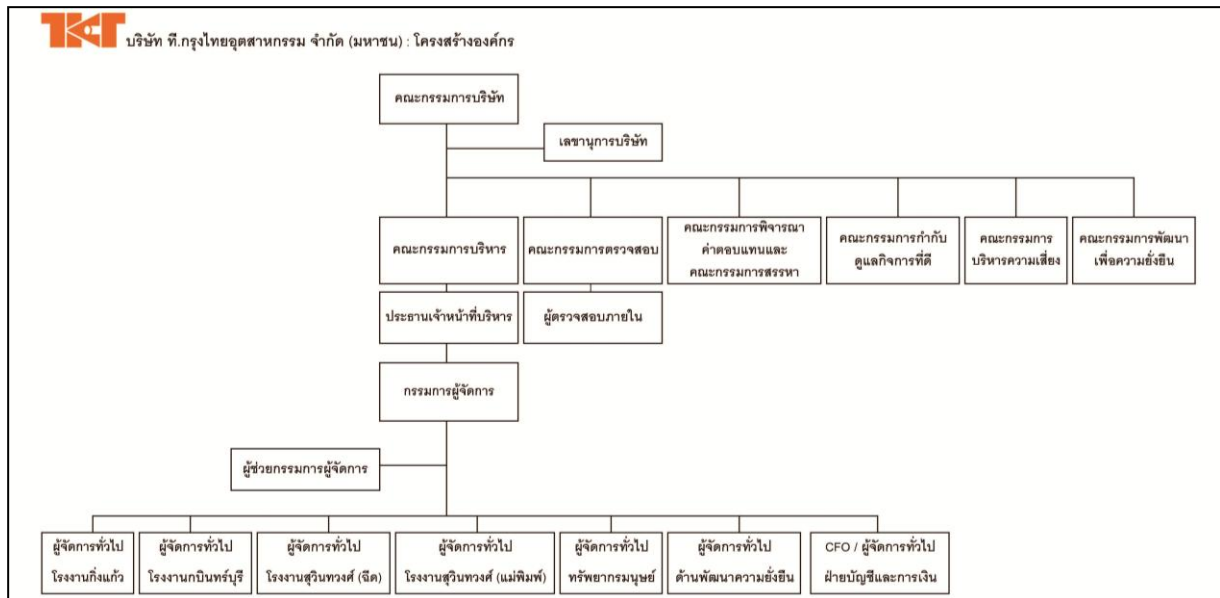 TKT
บริษัท ที.กรุงไทยอุตสาหกรรม จำกัด (มหาชน) : โครงสร้างองค์กร
คณะกรรมการบริษัท
เลขานุการบริษัท
คณะกรรมการบริหาร
คณะกรรมการตรวจสอบ
คณะกรรมการพิจารณา
ค่าตอบแทนและ
คณะกรรมการสรรหา
คณะกรรมการกำกับ
ดูแลกิจการที่ดี
คณะกรรมการ
บริหารความเสี่ยง
คณะกรรมการพัฒนา
เพื่อความยั่งยืน
ประธานเจ้าหน้าที่บริหาร
ผู้ตรวจสอบภายใน
กรรมการผู้จัดการ
ผู้ช่วยกรรมการผู้จัดการ
ผู้จัดการทั่วไป
โรงงานกิ่งแก้ว
ผู้จัดการทั่วไป
โรงงานกบินทร์บุรี
ผู้จัดการทั่วไป
โรงงานสุวินทวงศ์ (ฉีด)
ผู้จัดการทั่วไป
โรงงานสุวินทวงศ์ (แม่พิมพ์)
ผู้จัดการทั่วไป
ทรัพยากรมนุษย์
ผู้จัดการทั่วไป
ด้านพัฒนาความยั่งยืน
CFO / ผู้จัดการทั่วไป
ฝ่ายบัญชีและการเงิน